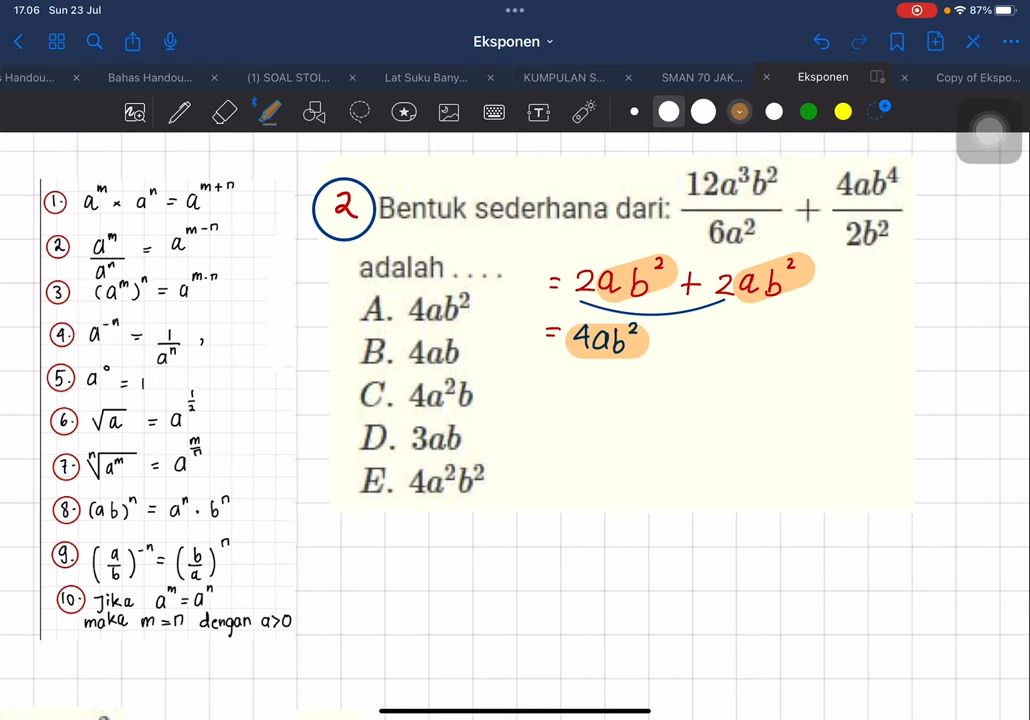 17.06 Sun 23 Jul
87%
Eksponen
s Handou...
Bahas Handou...
(1) SOAL STOI...
Lat Suku Bany...
KUMPULAN S...
SMAN 70 JAK...
Eksponen
Copy of Ekspo...
1. a^m × a^n = a^{m+n}
2 a^m/a^n = a^{m-n}
3 (a^m)^n = a^{m·n}
4. a^{-n} = 1/a^n ,
5. a^0 = 1
6. √a = a^{1/2}
7. ⁿ√a^m = a^{m/n}
8. (ab)^n = a^n . b^n
9. (a/b)^{-n} = (b/a)^n
10. Jika a^m = a^n
maka m = n dengan a>0
2 Bentuk sederhana dari: 12a³b²/6a² + 4ab⁴/2b²
adalah . . . .
= 2ab² + 2ab²
A. 4ab²
= 4ab²
B. 4ab
C. 4a²b
D. 3ab
E. 4a²b²